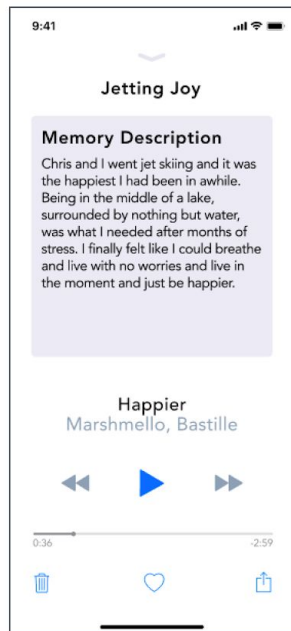 9:41
Jetting Joy
Memory Description
Chris and I went jet skiing and it was
the happiest I had been in awhile.
Being in the middle of a lake,
surrounded by nothing but water,
was what I needed after months of
stress. I finally felt like I could breathe
and live with no worries and live in
the moment and just be happier.
Happier
Marshmello, Bastille
0:36 -2:59